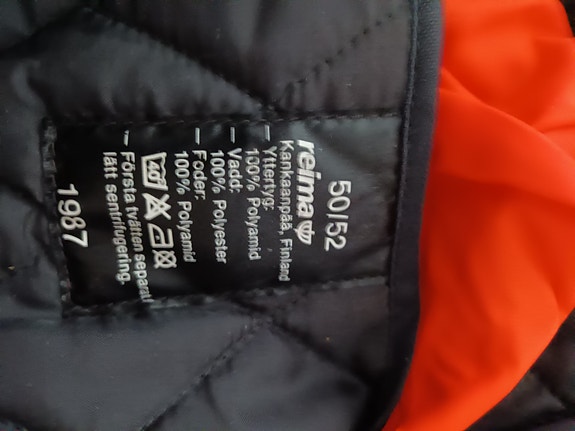 50/52
reima
Kankaanpää, Finland
– Yttertyg:
100% Polyamid
– Vadd:
100% Polyester
– Foder:
100% Polyamid
– Första tvätten separat
lätt sentrifugering.
1987